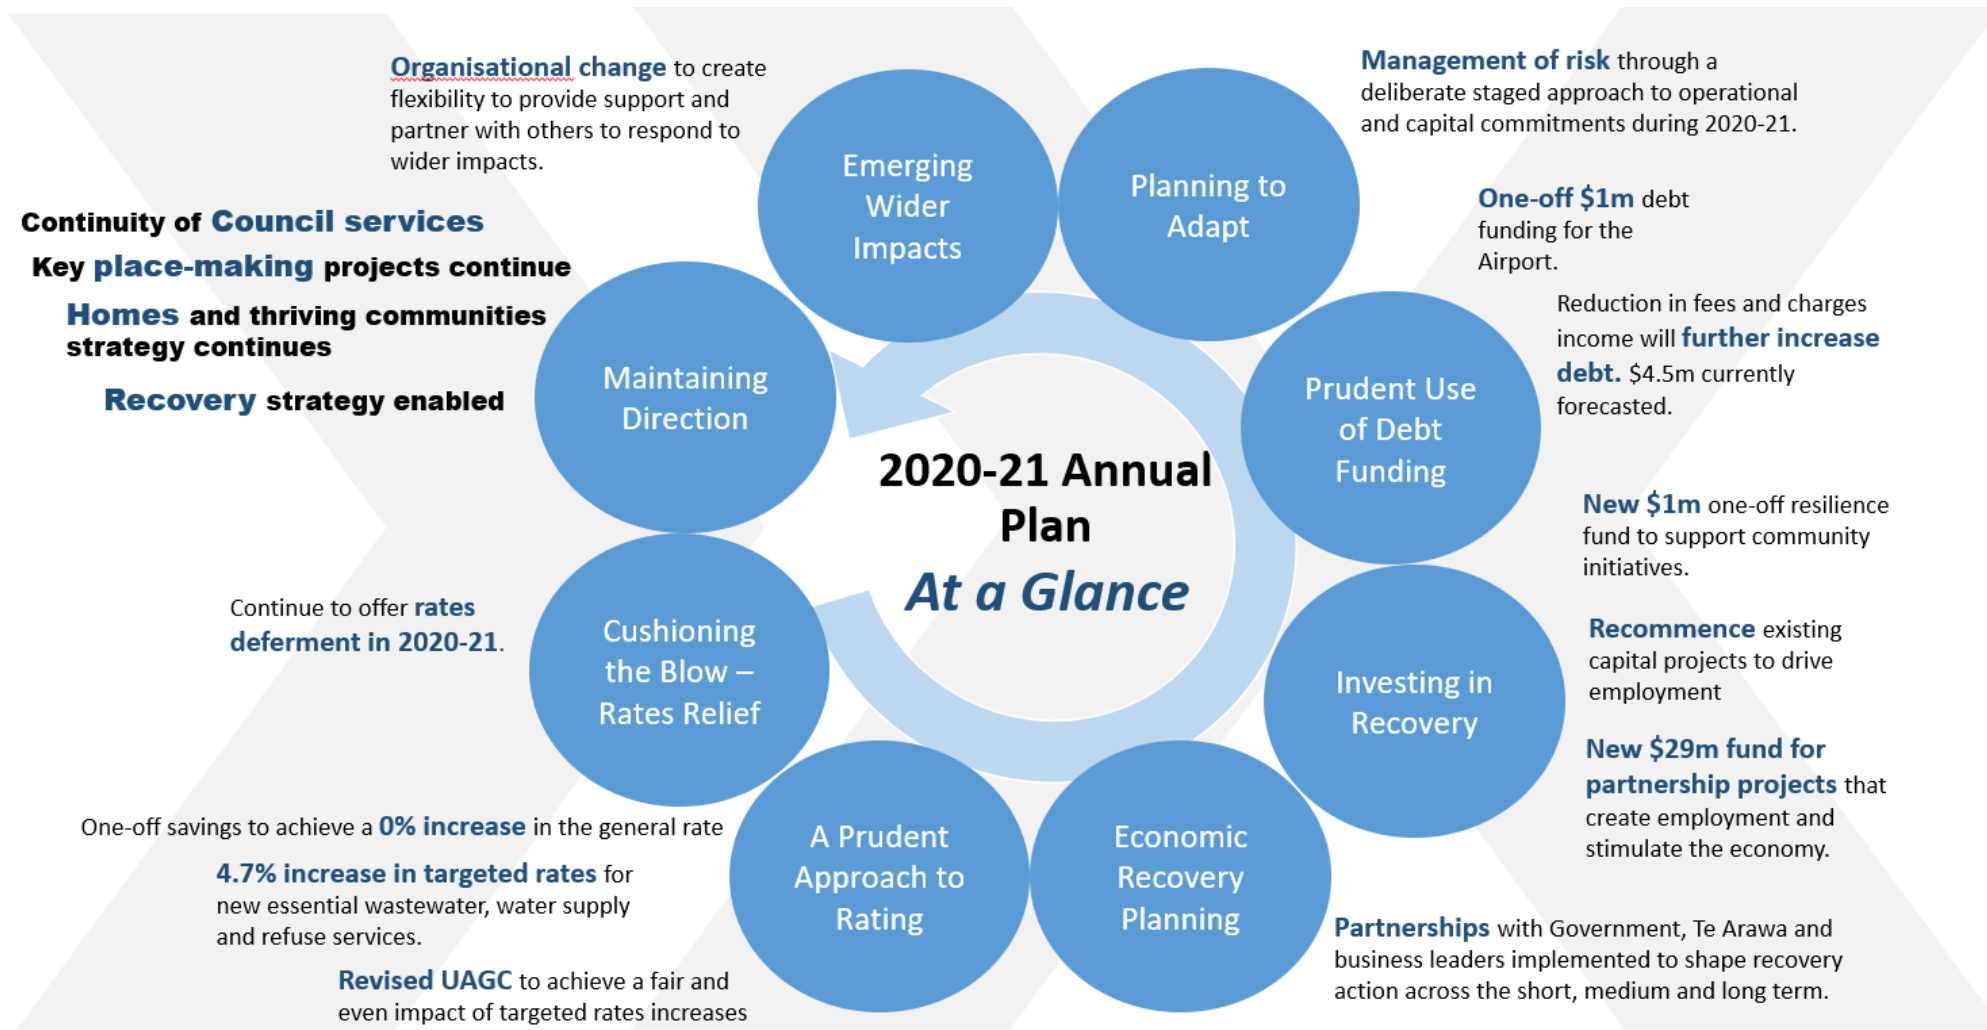 Organisational change to create
flexibility to provide support and
partner with others to respond to
wider impacts.
Emerging
Wider
Impacts
Planning to
Adapt
Management of risk through a
deliberate staged approach to operational
and capital commitments during 2020-21.
Continuity of Council services
Key place-making projects continue
Homes and thriving communities
strategy continues
Recovery strategy enabled
Maintaining
Direction
One-off $1m debt
funding for the
Airport.
Reduction in fees and charges
income will further increase
debt. $4.5m currently
forecasted.
Prudent Use
of Debt
Funding
2020-21 Annual
Plan
At a Glance
New $1m one-off resilience
fund to support community
initiatives.
Recommence existing
capital projects to drive
employment
New $29m fund for
partnership projects that
create employment and
stimulate the economy.
Investing in
Recovery
Continue to offer rates
deferment in 2020-21.
Cushioning
the Blow –
Rates Relief
One-off savings to achieve a 0% increase in the general rate
4.7% increase in targeted rates for
new essential wastewater, water supply
and refuse services.
Revised UAGC to achieve a fair and
even impact of targeted rates increases
A Prudent
Approach to
Rating
Economic
Recovery
Planning
Partnerships with Government, Te Arawa and
business leaders implemented to shape recovery
action across the short, medium and long term.